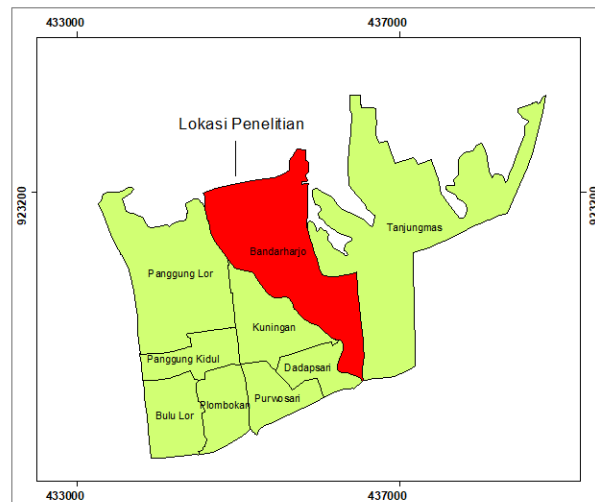 433000 437000
Lokasi Penitian
923200
923200
Tanjungmas
Bandarharjo
Panggung Lor
Kuningan
Panggung Kidul
Dadapsari
Plombokan
Purwosari
Bulu Lor
433000 437000